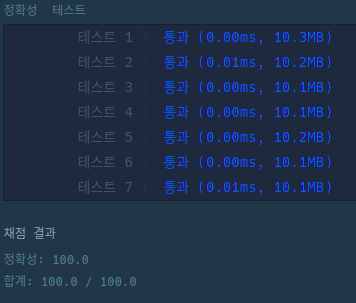 정확성 테스트
테스트 1 〉 통과 (0.00ms, 10.3MB)
테스트 2 〉 통과 (0.01ms, 10.2MB)
테스트 3 〉 통과 (0.00ms, 10.1MB)
테스트 4 〉 통과 (0.00ms, 10.1MB)
테스트 5 〉 통과 (0.00ms, 10.2MB)
테스트 6 〉 통과 (0.00ms, 10.1MB)
테스트 7 〉 통과 (0.01ms, 10.1MB)
채점 결과
정확성: 100.0
합계: 100.0 / 100.0